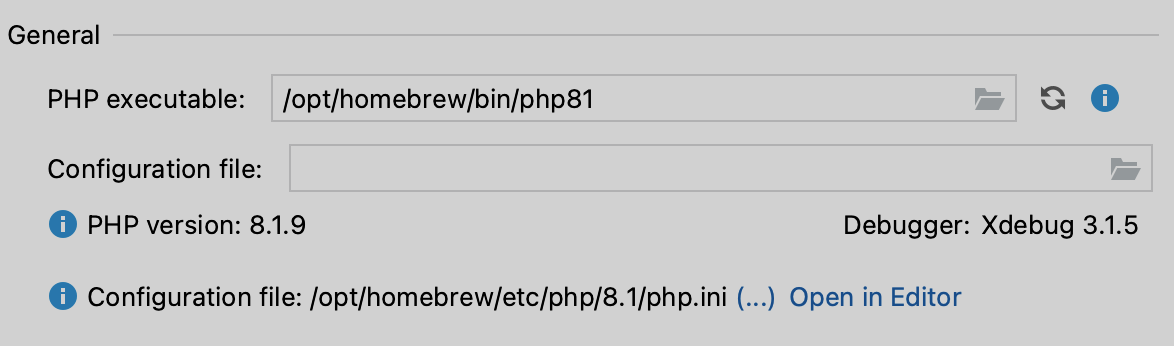 General
PHP executable: /opt/homebrew/bin/php81
Configuration file:
PHP version: 8.1.9 Debugger: Xdebug 3.1.5
Configuration file: /opt/homebrew/etc/php/8.1/php.ini (...) Open in Editor